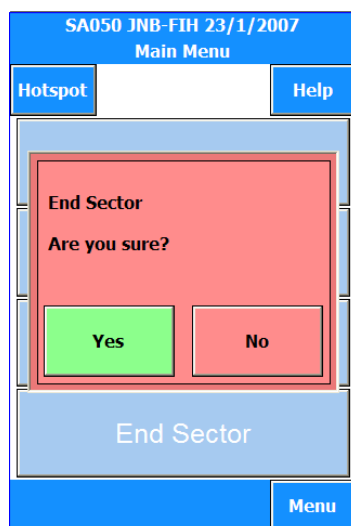 SA050 JNB-FIH 23/1/2007
Main Menu
Hotspot
Help
End Sector
Are you sure?
Yes
No
End Sector
Menu